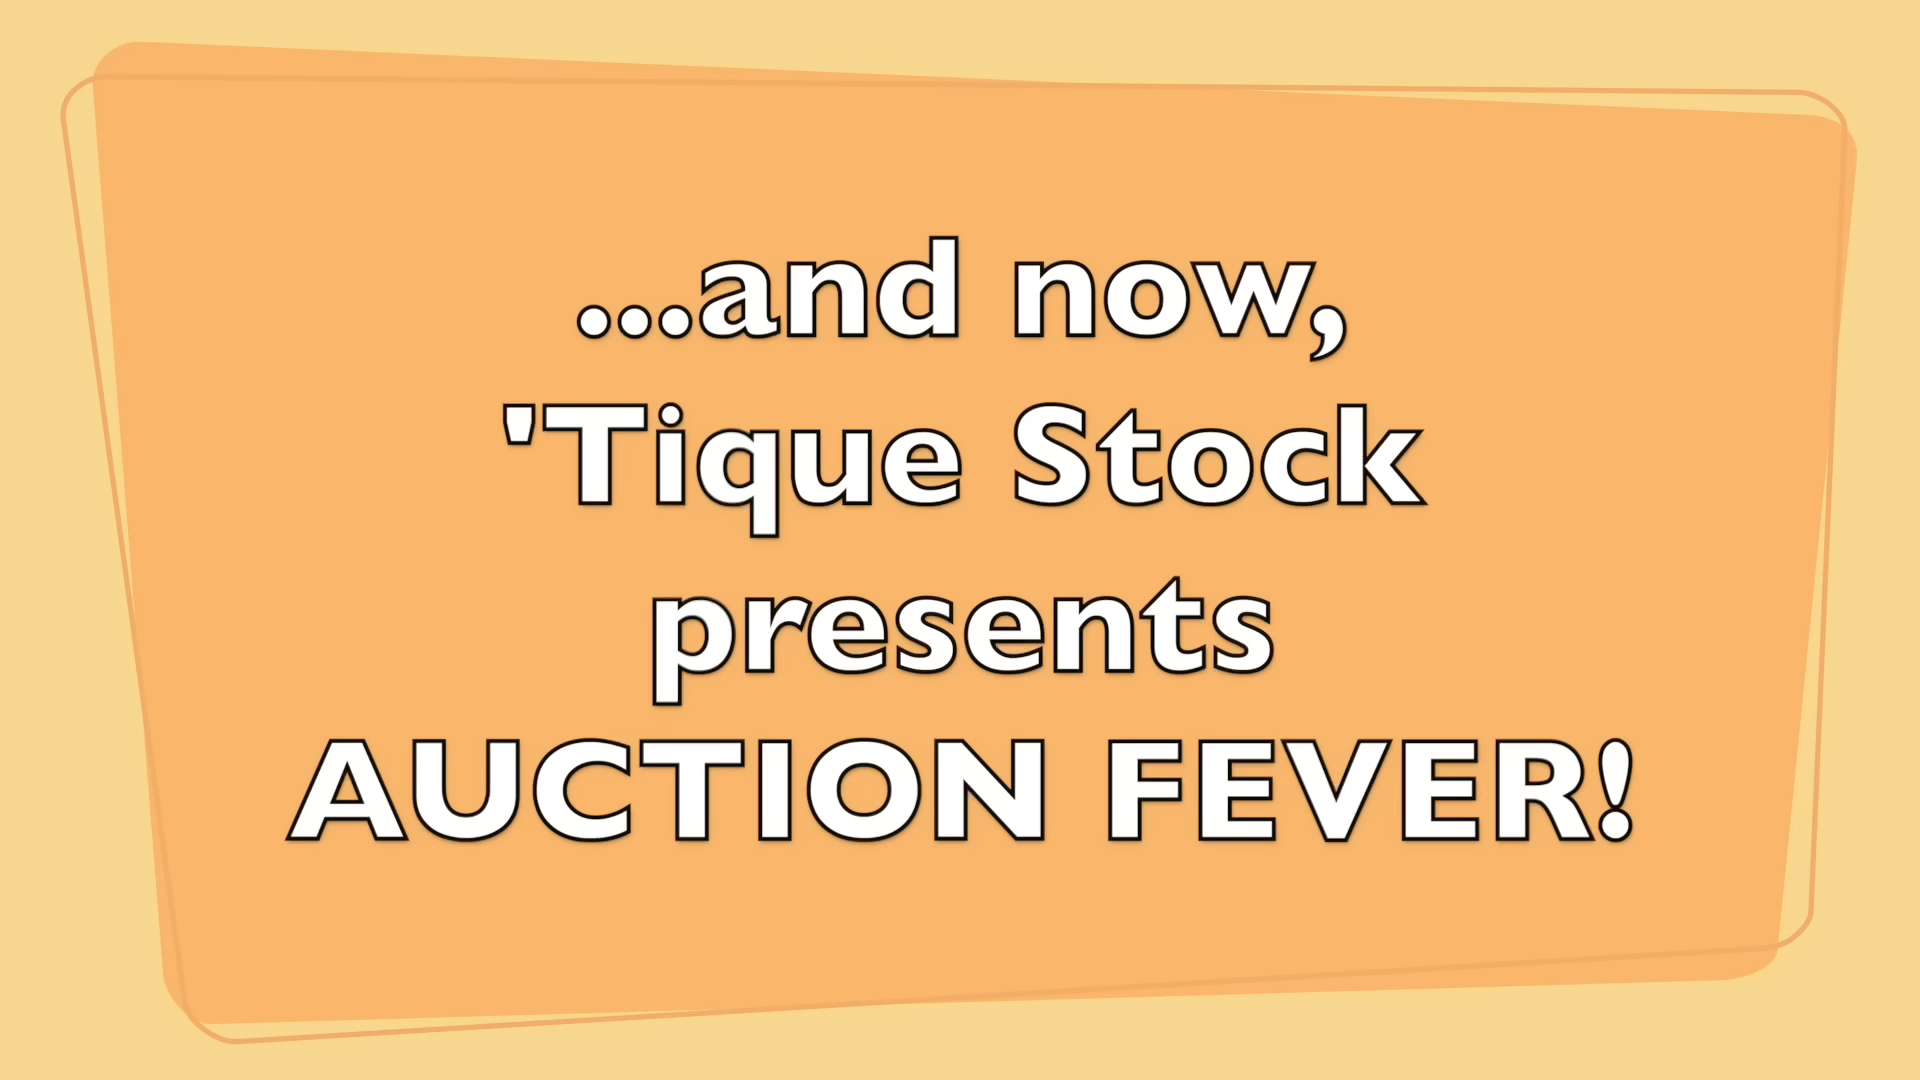 ...and now,
'Tique Stock
presents
AUCTION FEVER!